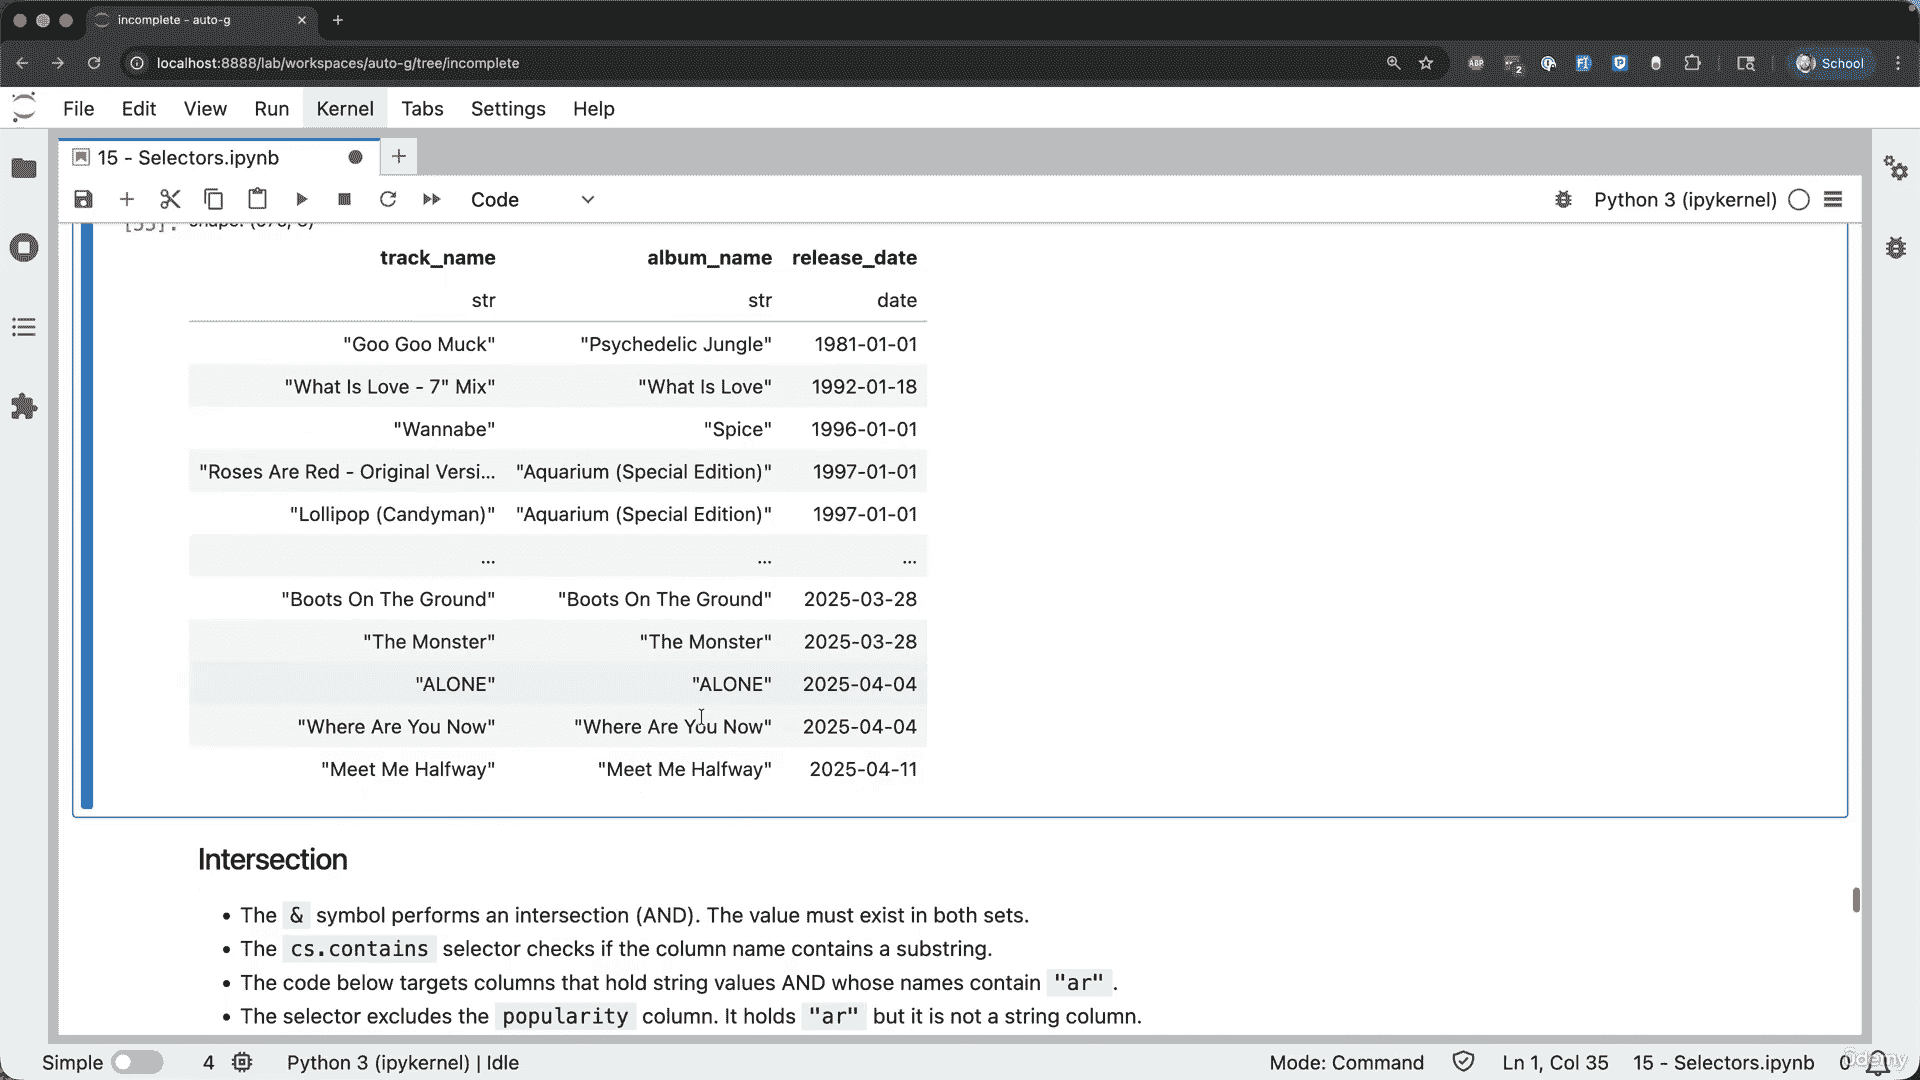 incomplete - auto-g
localhost:8888/lab/workspaces/auto-g/tree/incomplete
ABP
2
School
File Edit View Run Kernel Tabs Settings Help
15 - Selectors.ipynb
Code
Python 3 (ipykernel)
track_name album_name release_date
str str date
"Goo Goo Muck" "Psychedelic Jungle" 1981-01-01
"What Is Love - 7" Mix" "What Is Love" 1992-01-18
"Wannabe" "Spice" 1996-01-01
"Roses Are Red - Original Versi… "Aquarium (Special Edition)" 1997-01-01
"Lollipop (Candyman)" "Aquarium (Special Edition)" 1997-01-01
… … …
"Boots On The Ground" "Boots On The Ground" 2025-03-28
"The Monster" "The Monster" 2025-03-28
"ALONE" "ALONE" 2025-04-04
"Where Are You Now" "Where Are You Now" 2025-04-04
"Meet Me Halfway" "Meet Me Halfway" 2025-04-11
Intersection
• The & symbol performs an intersection (AND). The value must exist in both sets.
• The cs.contains selector checks if the column name contains a substring.
• The code below targets columns that hold string values AND whose names contain "ar" .
• The selector excludes the popularity column. It holds "ar" but it is not a string column.
Simple 4 Python 3 (ipykernel) | Idle Mode: Command Ln 1, Col 35 15 - Selectors.ipynb 0
Udemy